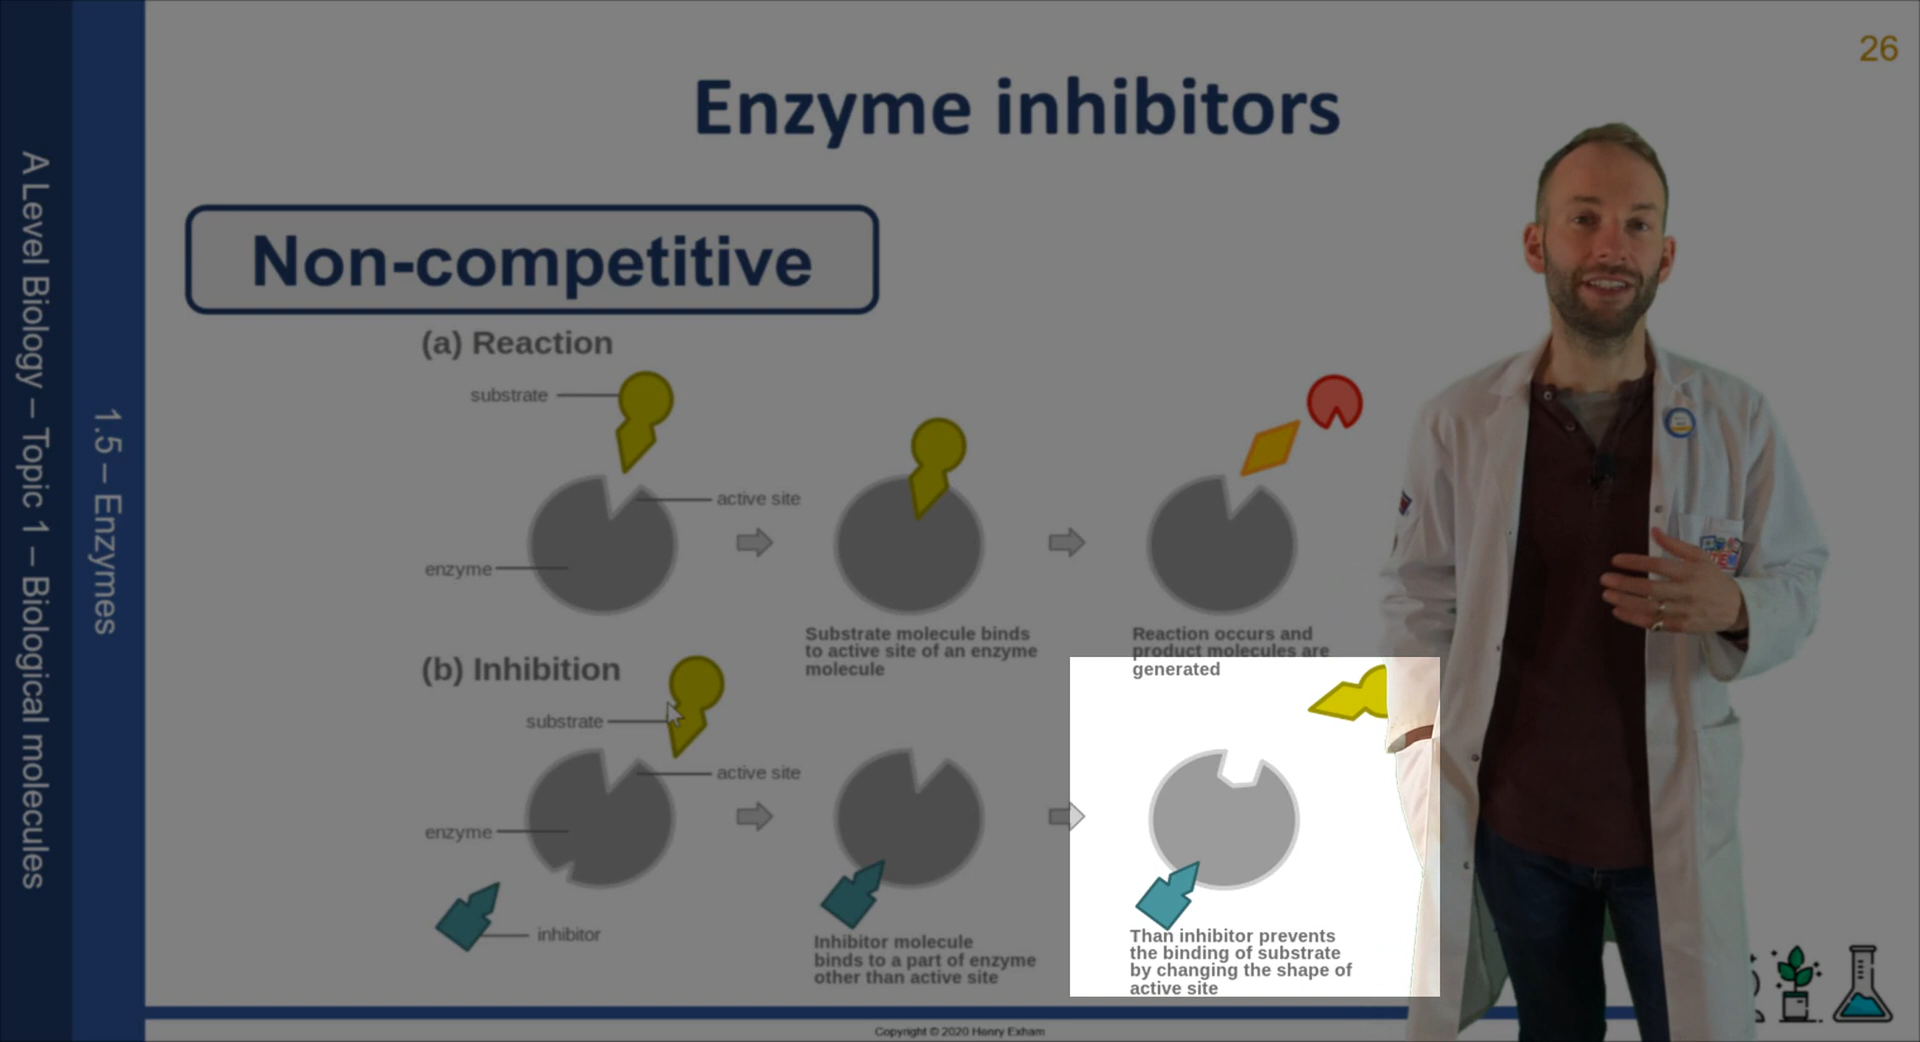 26
Enzyme inhibitors
Non-competitive
(a) Reaction
substrate
active site
enzyme
Substrate molecule binds
to active site of an enzyme
molecule
Reaction occurs and
product molecules are
generated
(b) Inhibition
substrate
active site
enzyme
inhibitor
Inhibitor molecule
binds to a part of enzyme
other than active site
Than inhibitor prevents
the binding of substrate
by changing the shape of
active site
A Level Biology – Topic 1 – Biological molecules
1.5 – Enzymes
Copyright © 2020 Henry Exham